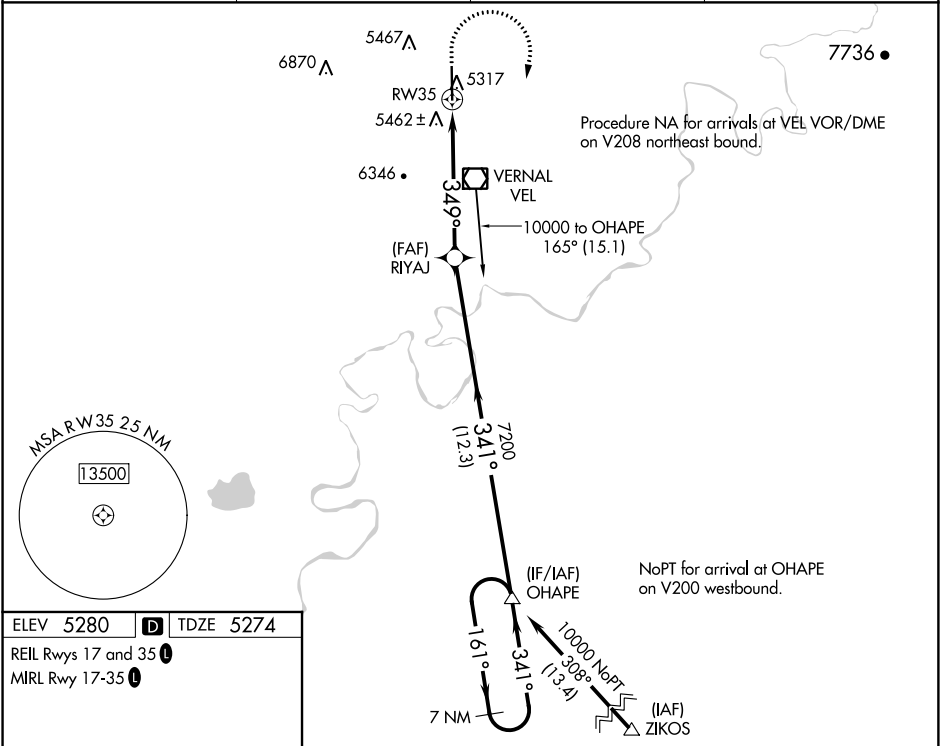 5467
6870
7736
5317
RW35
5462 ±
Procedure NA for arrivals at VEL VOR/DME
on V208 northeast bound.
6346
VERNAL
VEL
349°
10000 to OHAPE
165° (15.1)
(FAF)
RIYAJ
MSA RW35 25 NM
13500
7200
341°
(12.3)
(IF/IAF)
OHAPE
NoPT for arrival at OHAPE
on V200 westbound.
ELEV 5280 D TDZE 5274
REIL Rwys 17 and 35 L
MIRL Rwy 17-35 L
161°
341°
10000 NoPT
308°
(13.4)
7 NM
(IAF)
ZIKOS